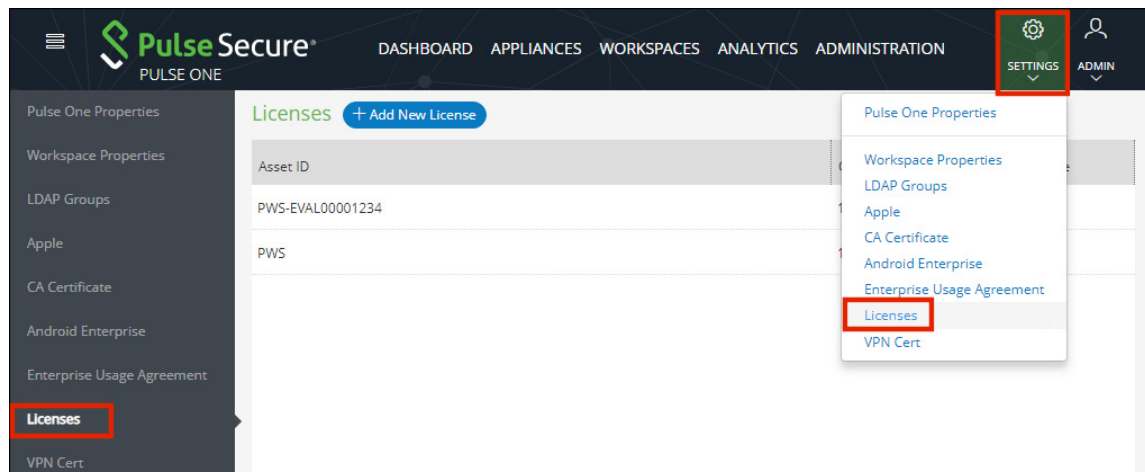 Pulse Secure
PULSE ONE
DASHBOARD APPLIANCES WORKSPACES ANALYTICS ADMINISTRATION
SETTINGS
ADMIN
Pulse One Properties
Workspace Properties
LDAP Groups
Apple
CA Certificate
Android Enterprise
Enterprise Usage Agreement
Licenses
VPN Cert
Licenses + Add New License
Asset ID
PWS-EVAL00001234
PWS
Pulse One Properties
Workspace Properties
LDAP Groups
Apple
CA Certificate
Android Enterprise
Enterprise Usage Agreement
Licenses
VPN Cert